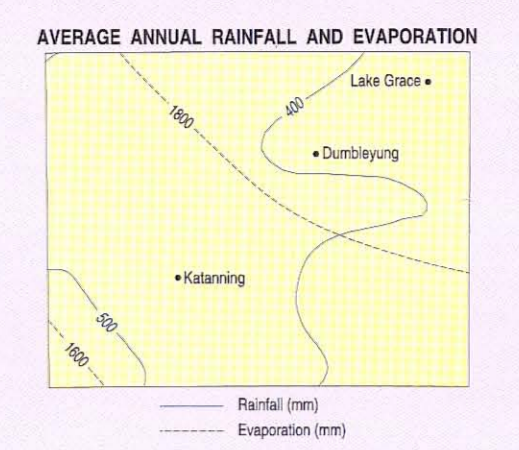 AVERAGE ANNUAL RAINFALL AND EVAPORATION
Lake Grace
400
1800
Dumbleyung
Katanning
500
1600
Rainfall (mm)
Evaporation (mm)